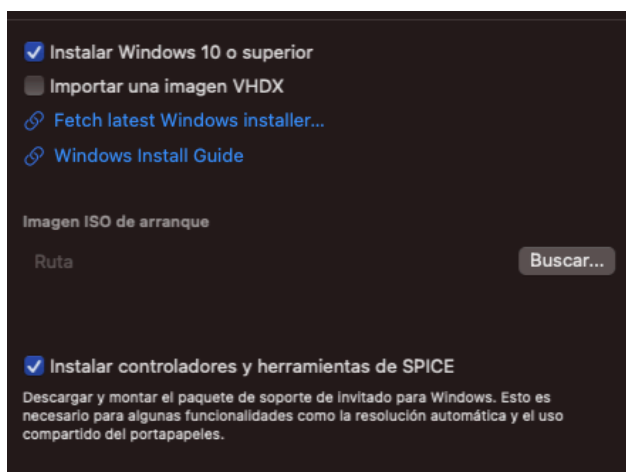 Instalar Windows 10 o superior
Importar una imagen VHDX
Fetch latest Windows installer...
Windows Install Guide
Imagen ISO de arranque
Ruta
Buscar...
Instalar controladores y herramientas de SPICE
Descargar y montar el paquete de soporte de invitado para Windows. Esto es
necesario para algunas funcionalidades como la resolución automática y el uso
compartido del portapapeles.